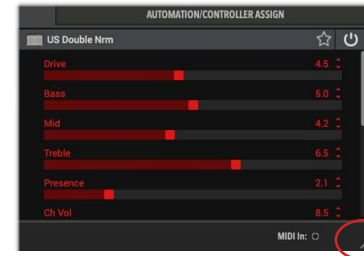 AUTOMATION/CONTROLLER ASSIGN
US Double Nrm
Drive 4.5
Bass 5.0
Mid 4.2
Treble 6.5
Presence 2.1
Ch Vol 8.5
MIDI In: